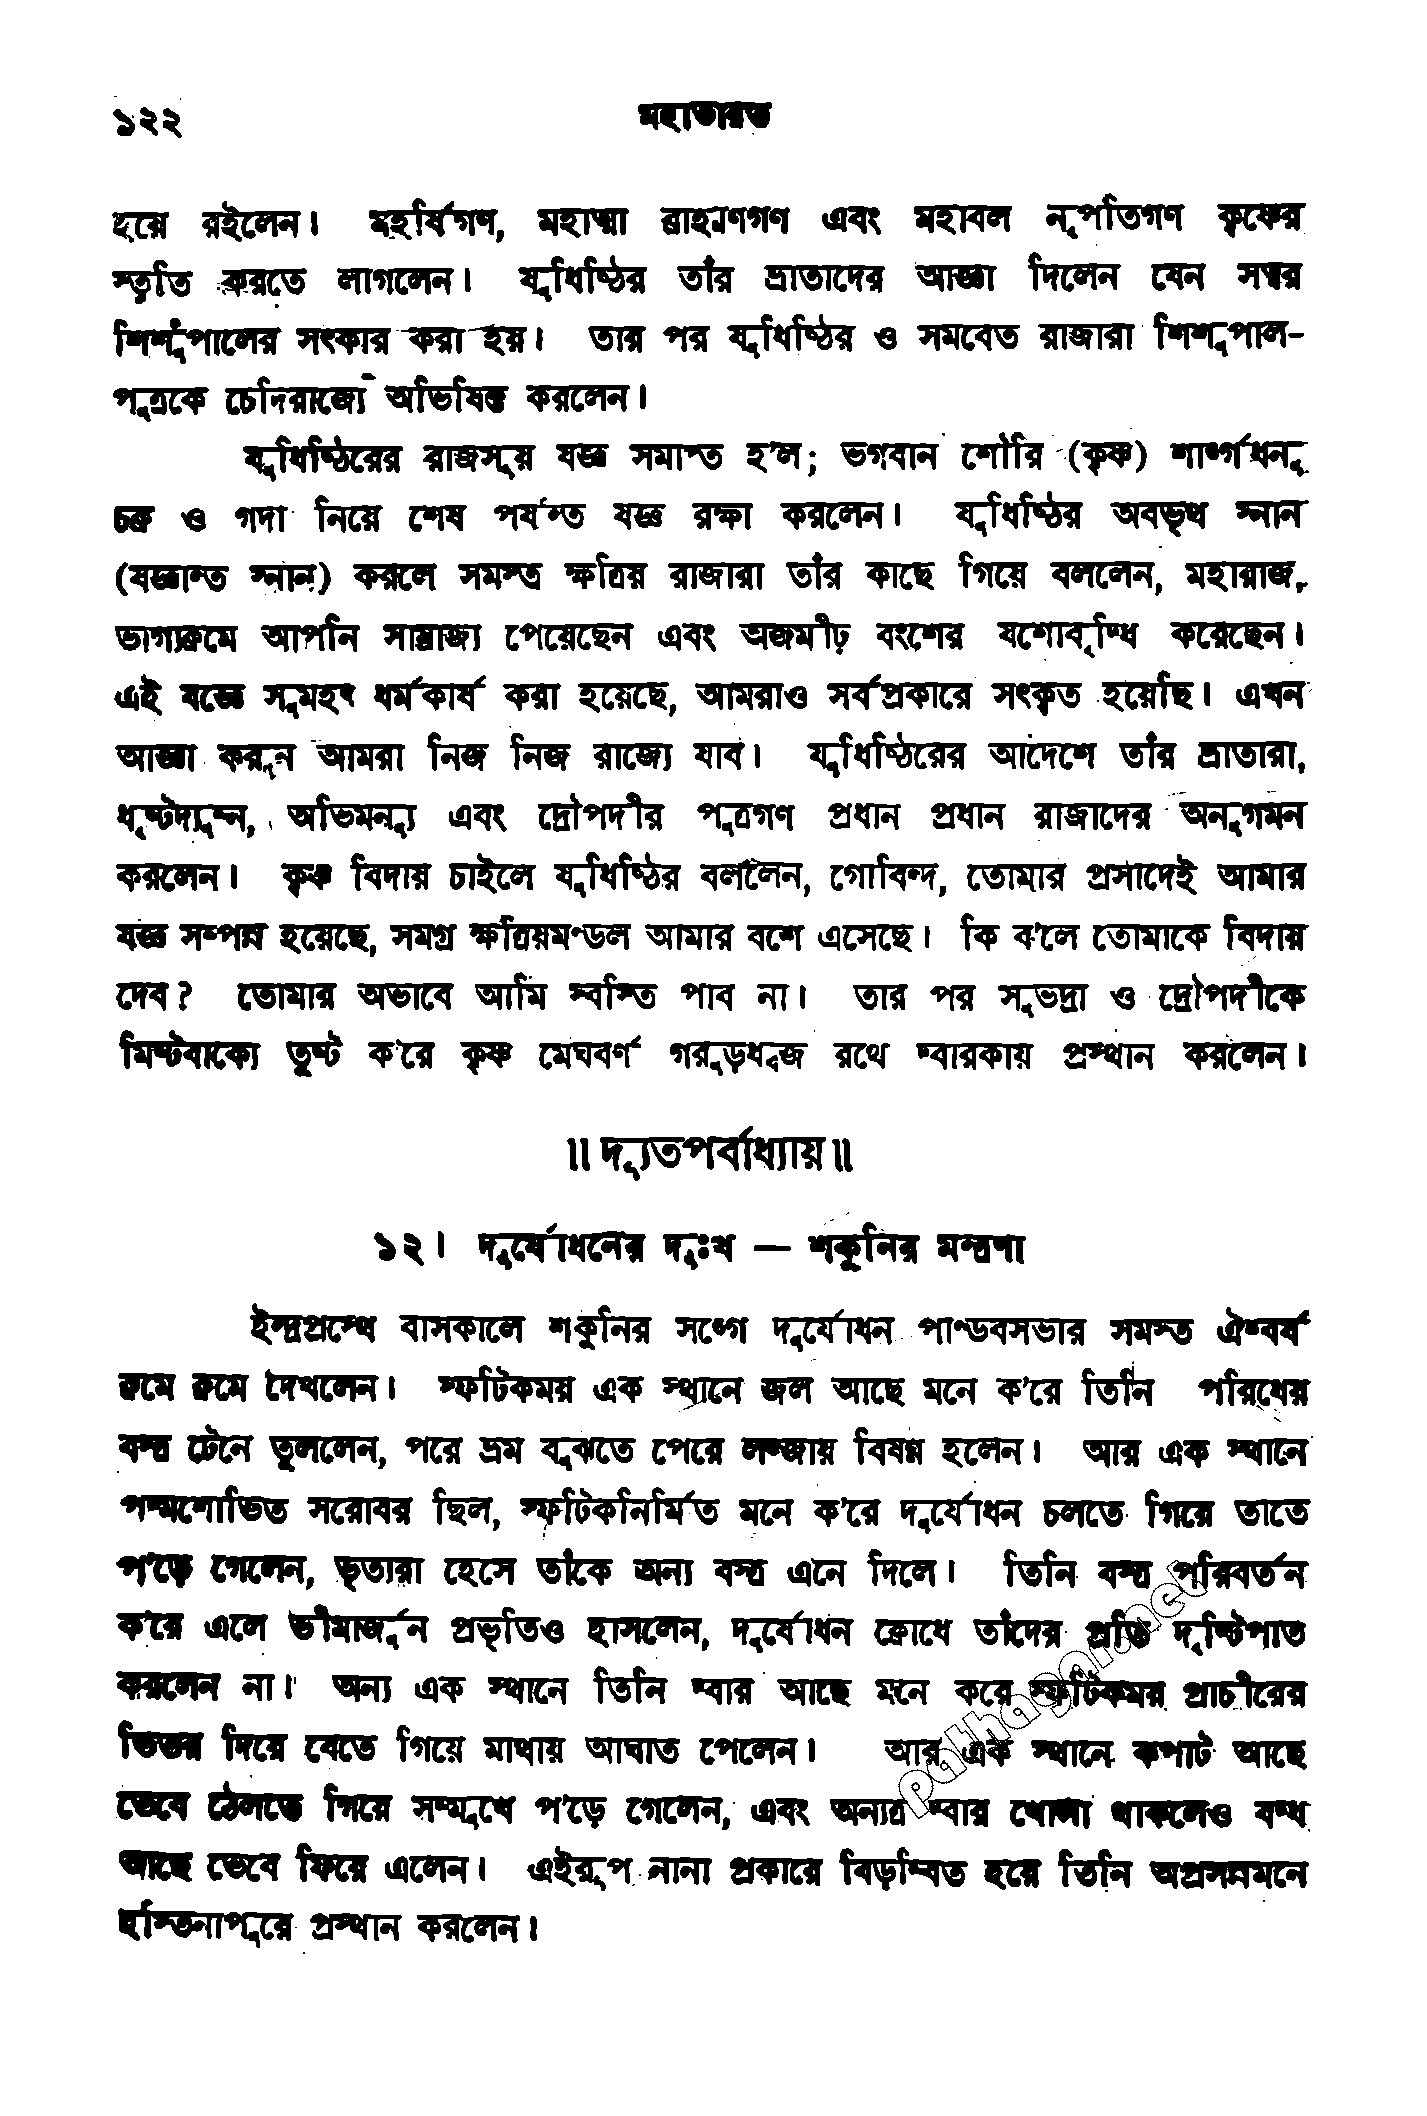 ১২২
মহাভারত
হয়ে রইলেন। মহর্ষিগণ, মহাত্মা ব্রাহ্মণগণ এবং মহাবল নৃপতিগণ কৃষ্ণের
স্তুতি করতে লাগলেন। যুধিষ্ঠির তাঁর ভ্রাতাদের আজ্ঞা দিলেন যেন সত্বর
শিশুপালের সৎকার করা হয়। তার পর যুধিষ্ঠির ও সমবেত রাজারা শিশুপাল-
পুত্রকে চেদিরাজ্যে অভিষিক্ত করলেন।
যুধিষ্ঠিরের রাজসূয় যজ্ঞ সমাপ্ত হ'ল; ভগবান শৌরি (কৃষ্ণ) শার্ঙ্গধনু
চক্র ও গদা নিয়ে শেষ পর্যন্ত যজ্ঞ রক্ষা করলেন। যুধিষ্ঠির অবভৃথ স্নান
(যজ্ঞান্ত স্নান) করলে সমস্ত ক্ষত্রিয় রাজারা তাঁর কাছে গিয়ে বললেন, মহারাজ,
ভাগ্যক্রমে আপনি সাম্রাজ্য পেয়েছেন এবং অজমীঢ় বংশের যশোবৃদ্ধি করেছেন।
এই যজ্ঞে সুমহৎ ধর্মকার্য করা হয়েছে, আমরাও সর্বপ্রকারে সৎকৃত হয়েছি। এখন
আজ্ঞা করুন আমরা নিজ নিজ রাজ্যে যাব। যুধিষ্ঠিরের আদেশে তাঁর ভ্রাতারা,
ধৃষ্টদ্যুম্ন, অভিমন্যু এবং দ্রৌপদীর পুত্রগণ প্রধান প্রধান রাজাদের অনুগমন
করলেন। কৃষ্ণ বিদায় চাইলে যুধিষ্ঠির বললেন, গোবিন্দ, তোমার প্রসাদেই আমার
যজ্ঞ সম্পন্ন হয়েছে, সমগ্র ক্ষত্রিয়মণ্ডল আমার বশে এসেছে। কি ব'লে তোমাকে বিদায়
দেব? তোমার অভাবে আমি স্বস্তি পাব না। তার পর সুভদ্রা ও দ্রৌপদীকে
মিষ্টবাক্যে তুষ্ট ক'রে কৃষ্ণ মেঘবর্ণ গরুড়ধ্বজ রথে দ্বারকায় প্রস্থান করলেন।
॥ দ্যূতপর্বাধ্যায় ॥
১২। দুর্যোধনের দুঃখ — শকুনির মন্ত্রণা
ইন্দ্রপ্রস্থে বাসকালে শকুনির সঙ্গে দুর্যোধন পাণ্ডবসভার সমস্ত ঐশ্বর্য
ক্রমে ক্রমে দেখলেন। স্ফটিকময় এক স্থানে জল আছে মনে ক'রে তিনি পরিধেয়
বস্ত্র টেনে তুললেন, পরে ভ্রম বুঝতে পেরে লজ্জায় বিষণ্ণ হলেন। আর এক স্থানে
পদ্মশোভিত সরোবর ছিল, স্ফটিকনির্মিত মনে ক'রে দুর্যোধন চলতে গিয়ে তাতে
প'ড়ে গেলেন, ভৃত্যরা হেসে তাঁকে অন্য বস্ত্র এনে দিলে। তিনি বস্ত্র পরিবর্তন
ক'রে এলে ভীমার্জুন প্রভৃতিও হাসলেন, দুর্যোধন ক্রোধে তাঁদের প্রতি দৃষ্টিপাত
করলেন না। অন্য এক স্থানে তিনি দ্বার আছে মনে করে স্ফটিকময় প্রাচীরের
ভিতর দিয়ে যেতে গিয়ে মাথায় আঘাত পেলেন। আর এক স্থানে কপাট আছে
ভেবে ঠেলতে গিয়ে সম্মুখে প'ড়ে গেলেন, এবং অন্যত্র দ্বার খোলা থাকলেও বন্ধ
আছে ভেবে ফিরে এলেন। এইরূপ নানা প্রকারে বিড়ম্বিত হয়ে তিনি অপ্রসন্নমনে
হস্তিনাপুরে প্রস্থান করলেন।
pathagar.net